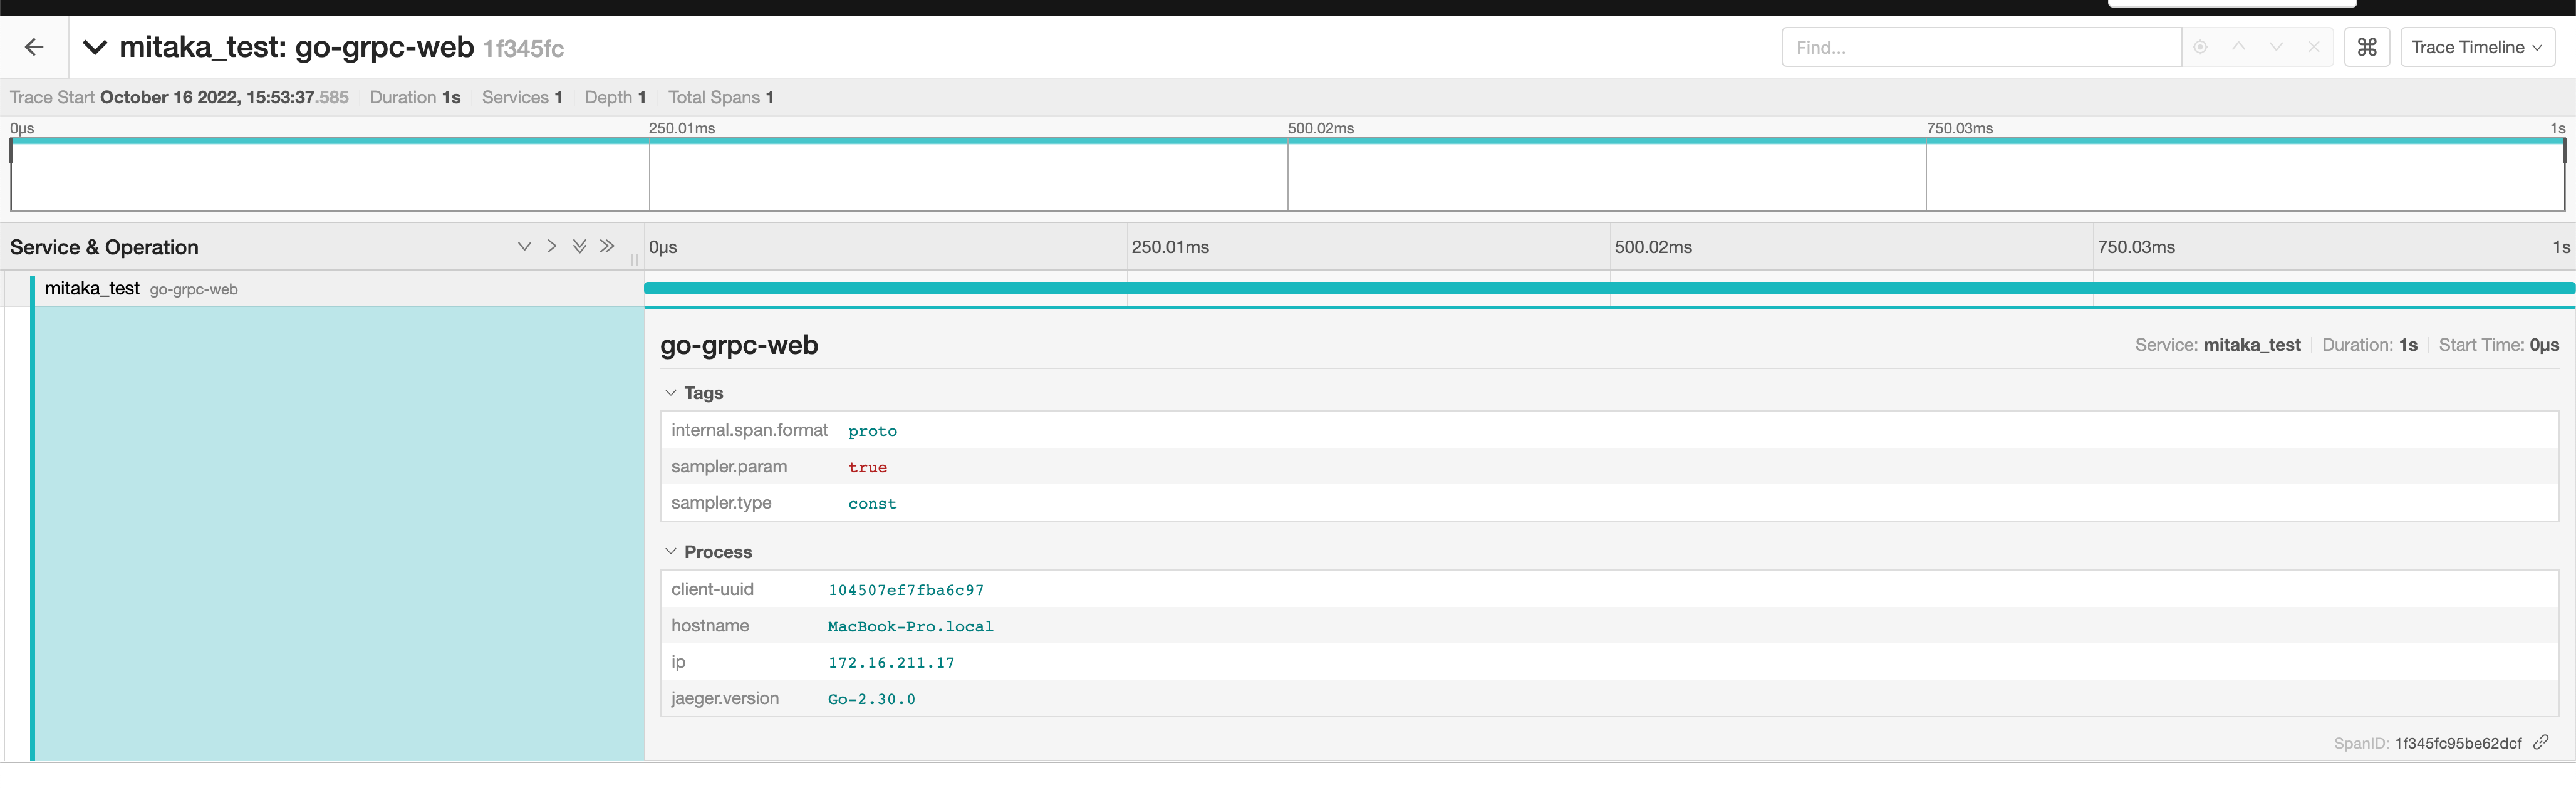 mitaka_test: go-grpc-web 1f345fc
Find...
⌘
Trace Timeline
Trace Start October 16 2022, 15:53:37.585 Duration 1s Services 1 Depth 1 Total Spans 1
0μs 250.01ms 500.02ms 750.03ms 1s
Service & Operation 0μs 250.01ms 500.02ms 750.03ms 1s
mitaka_test go-grpc-web
go-grpc-web
Service: mitaka_test Duration: 1s Start Time: 0μs
Tags
internal.span.format proto
sampler.param true
sampler.type const
Process
client-uuid 104507ef7fba6c97
hostname MacBook-Pro.local
ip 172.16.211.17
jaeger.version Go-2.30.0
SpanID: 1f345fc95be62dcf